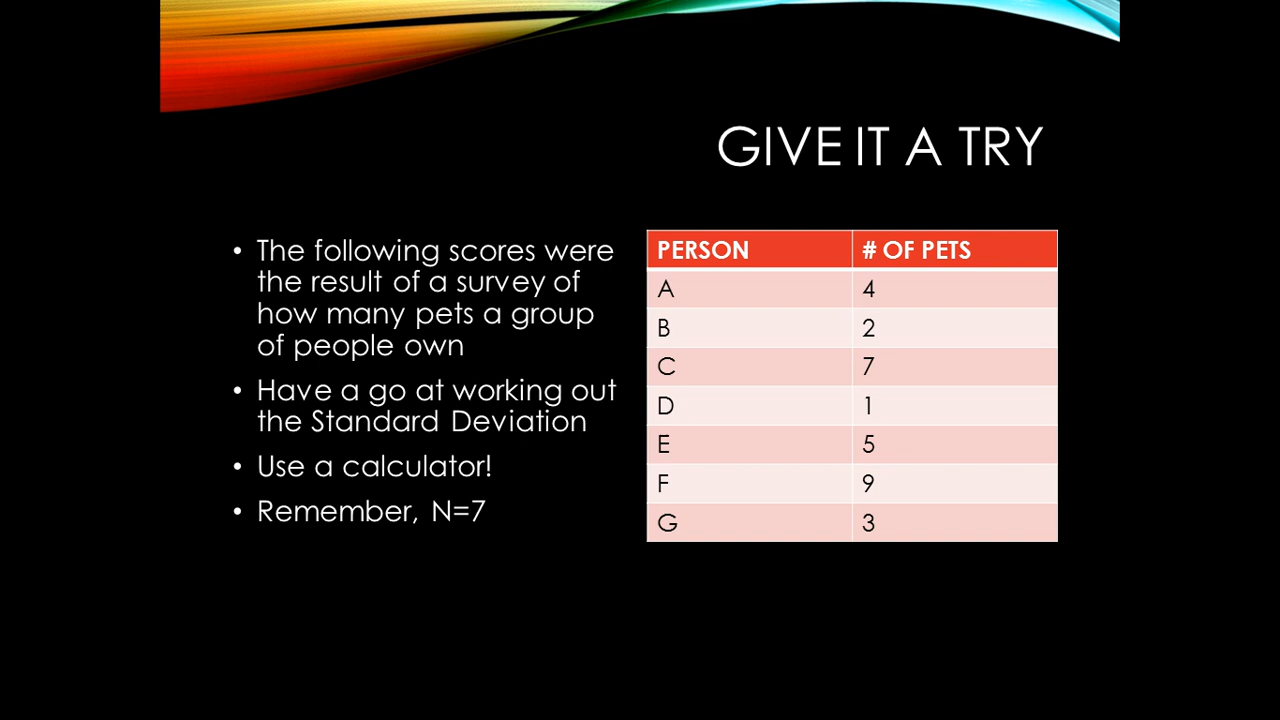 GIVE IT A TRY
• The following scores were
the result of a survey of
how many pets a group
of people own
• Have a go at working out
the Standard Deviation
• Use a calculator!
• Remember, N=7
PERSON # OF PETS
A 4
B 2
C 7
D 1
E 5
F 9
G 3